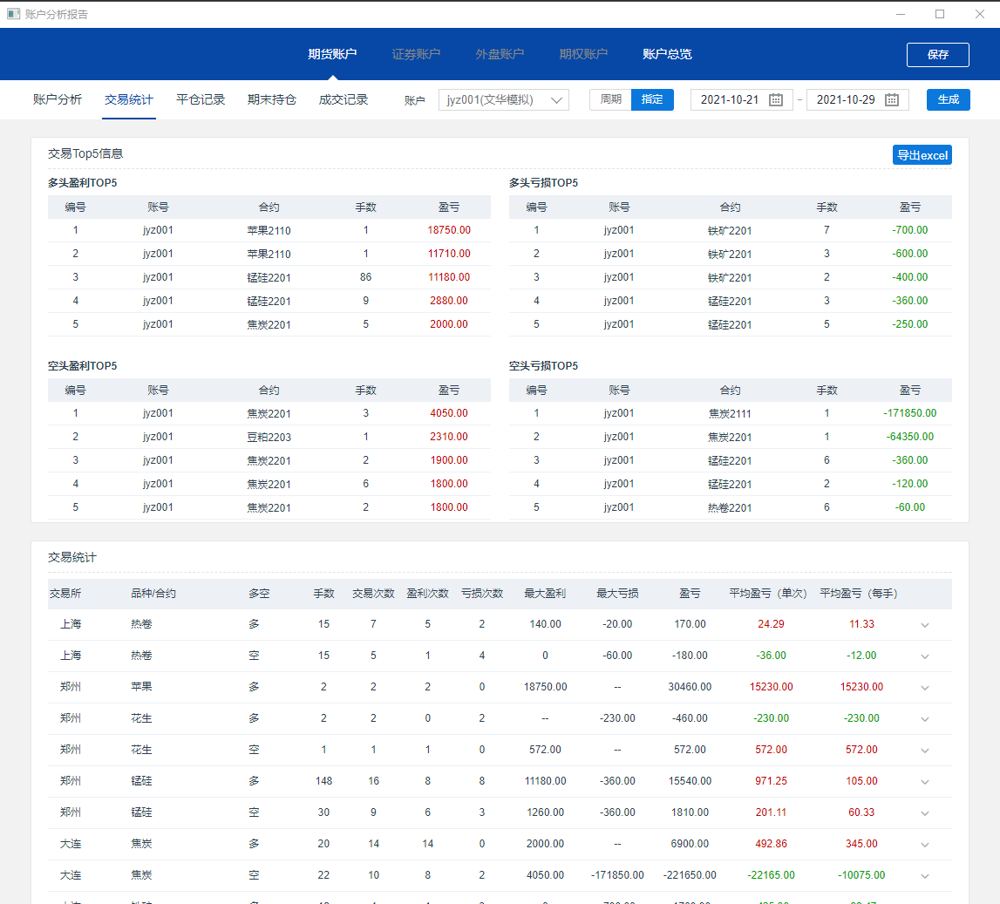 账户分析报告
期货账户 证券账户 外盘账户 期权账户 账户总览 保存
账户分析 交易统计 平仓记录 期末持仓 成交记录 账户 jyz001(文华模拟) 周期 指定 2021-10-21 - 2021-10-29 生成
交易Top5信息 导出excel
多头盈利TOP5
编号 账号 合约 手数 盈亏
1 jyz001 苹果2110 1 18750.00
2 jyz001 苹果2110 1 11710.00
3 jyz001 锰硅2201 86 11180.00
4 jyz001 锰硅2201 9 2880.00
5 jyz001 焦炭2201 5 2000.00
多头亏损TOP5
编号 账号 合约 手数 盈亏
1 jyz001 铁矿2201 7 -700.00
2 jyz001 铁矿2201 3 -600.00
3 jyz001 铁矿2201 2 -400.00
4 jyz001 锰硅2201 3 -360.00
5 jyz001 锰硅2201 5 -250.00
空头盈利TOP5
编号 账号 合约 手数 盈亏
1 jyz001 焦炭2201 3 4050.00
2 jyz001 豆粕2203 1 2310.00
3 jyz001 焦炭2201 2 1900.00
4 jyz001 焦炭2201 6 1800.00
5 jyz001 焦炭2201 2 1800.00
空头亏损TOP5
编号 账号 合约 手数 盈亏
1 jyz001 焦炭2111 1 -171850.00
2 jyz001 焦炭2201 1 -64350.00
3 jyz001 锰硅2201 6 -360.00
4 jyz001 锰硅2201 2 -120.00
5 jyz001 热卷2201 6 -60.00
交易统计
交易所 品种/合约 多空 手数 交易次数 盈利次数 亏损次数 最大盈利 最大亏损 盈亏 平均盈亏（单次） 平均盈亏（每手）
上海 热卷 多 15 7 5 2 140.00 -20.00 170.00 24.29 11.33
上海 热卷 空 15 5 1 4 0 -60.00 -180.00 -36.00 -12.00
郑州 苹果 多 2 2 2 0 18750.00 -- 30460.00 15230.00 15230.00
郑州 花生 多 2 2 0 2 -- -230.00 -460.00 -230.00 -230.00
郑州 花生 空 1 1 1 0 572.00 -- 572.00 572.00 572.00
郑州 锰硅 多 148 16 8 8 11180.00 -360.00 15540.00 971.25 105.00
郑州 锰硅 空 30 9 6 3 1260.00 -360.00 1810.00 201.11 60.33
大连 焦炭 多 20 14 14 0 2000.00 -- 6900.00 492.86 345.00
大连 焦炭 空 22 10 8 2 4050.00 -171850.00 -221650.00 -22165.00 -10075.00